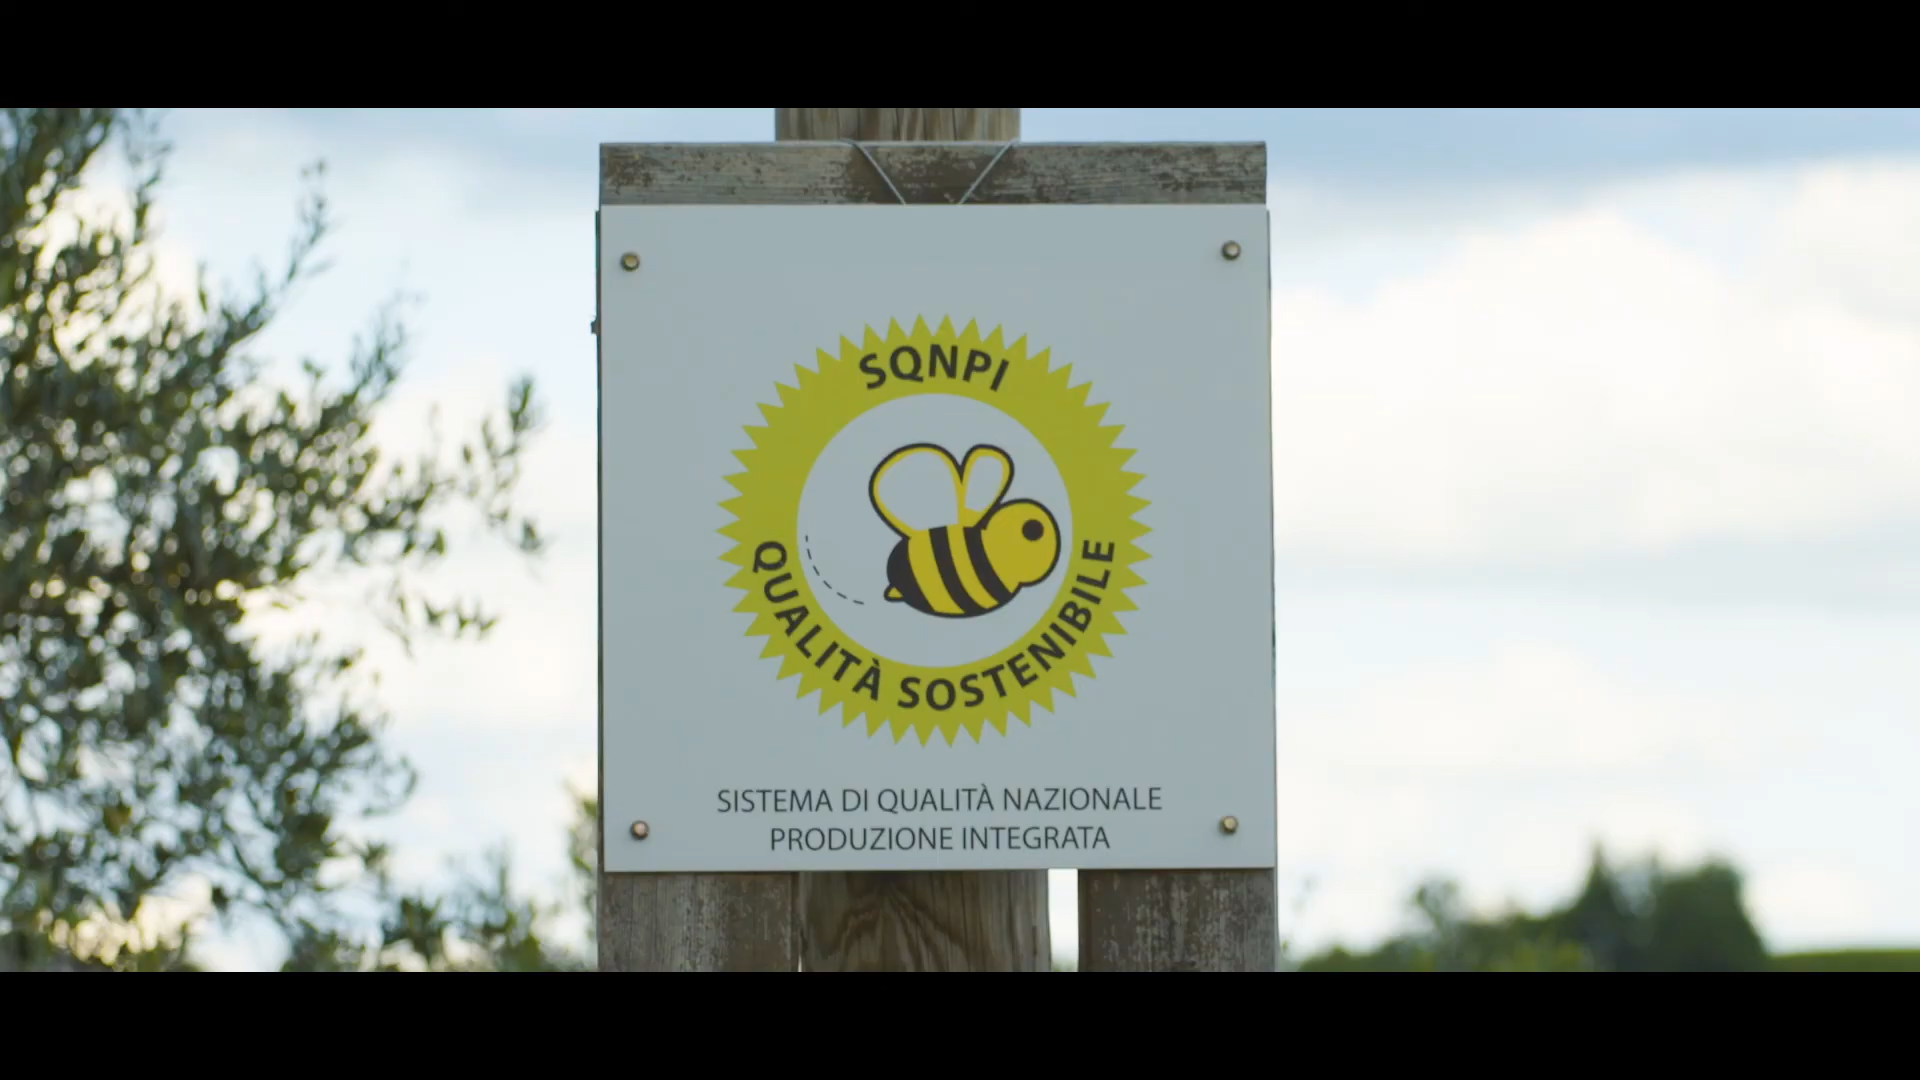 SQNPI
QUALITÀ SOSTENIBILE
SISTEMA DI QUALITÀ NAZIONALE
PRODUZIONE INTEGRATA